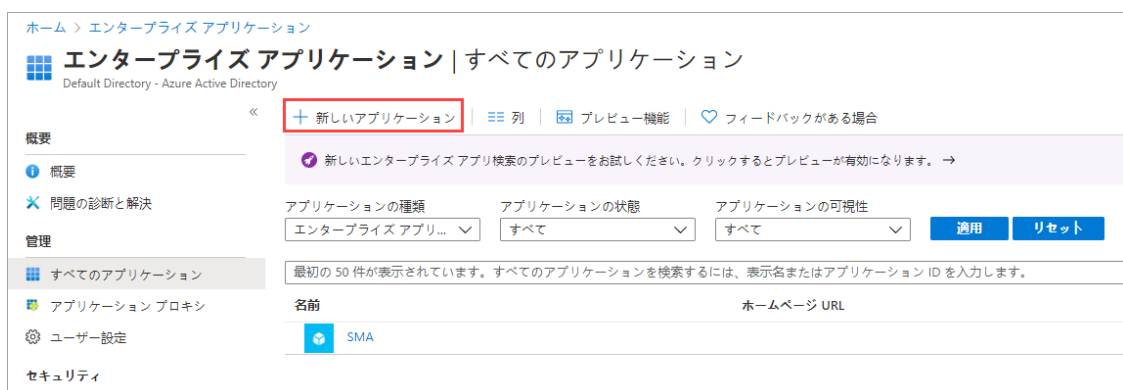 ホーム > エンタープライズ アプリケーション
エンタープライズ アプリケーション | すべてのアプリケーション
Default Directory - Azure Active Directory
«
+ 新しいアプリケーション 列 プレビュー機能 フィードバックがある場合
概要
新しいエンタープライズ アプリ検索のプレビューをお試しください。クリックするとプレビューが有効になります。 →
概要
問題の診断と解決
アプリケーションの種類 アプリケーションの状態 アプリケーションの可視性
エンタープライズ アプリ... すべて すべて 適用 リセット
管理
すべてのアプリケーション
最初の 50 件が表示されています。すべてのアプリケーションを検索するには、表示名またはアプリケーション ID を入力します。
アプリケーション プロキシ
名前 ホームページ URL
ユーザー設定
SMA
セキュリティ